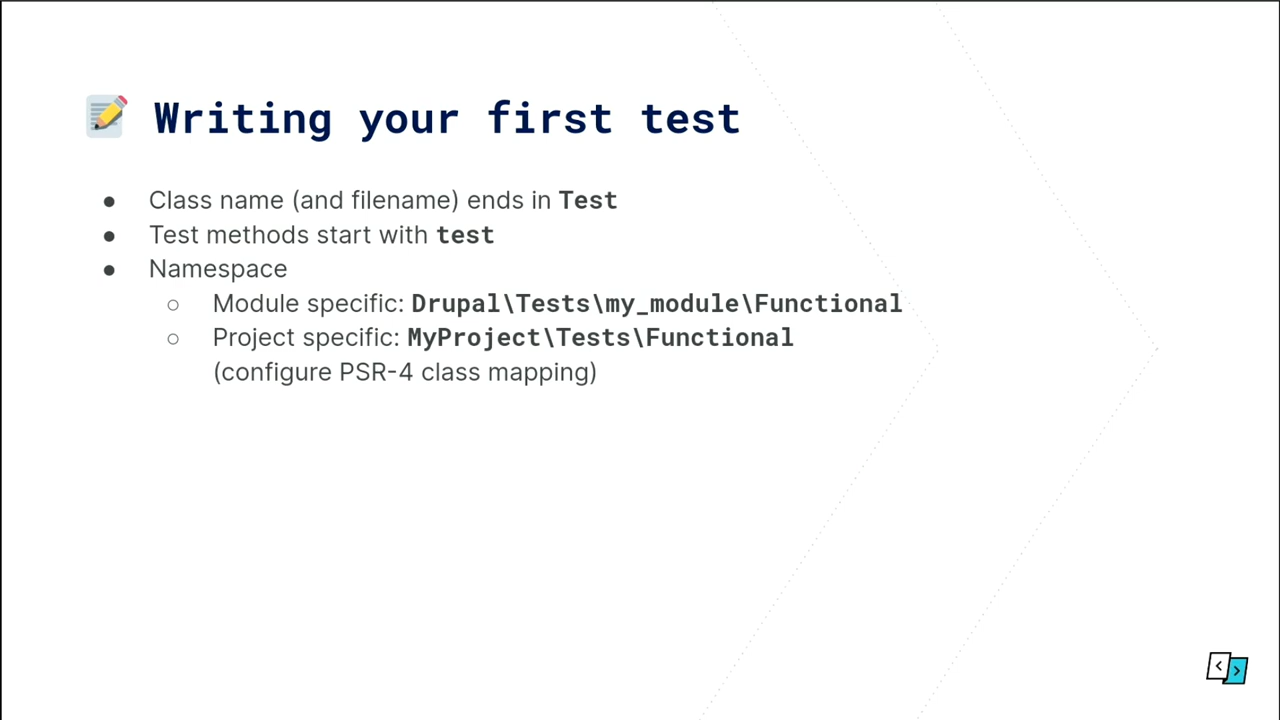 📝 Writing your first test
● Class name (and filename) ends in Test
● Test methods start with test
● Namespace
○ Module specific: Drupal\Tests\my_module\Functional
○ Project specific: MyProject\Tests\Functional
(configure PSR-4 class mapping)